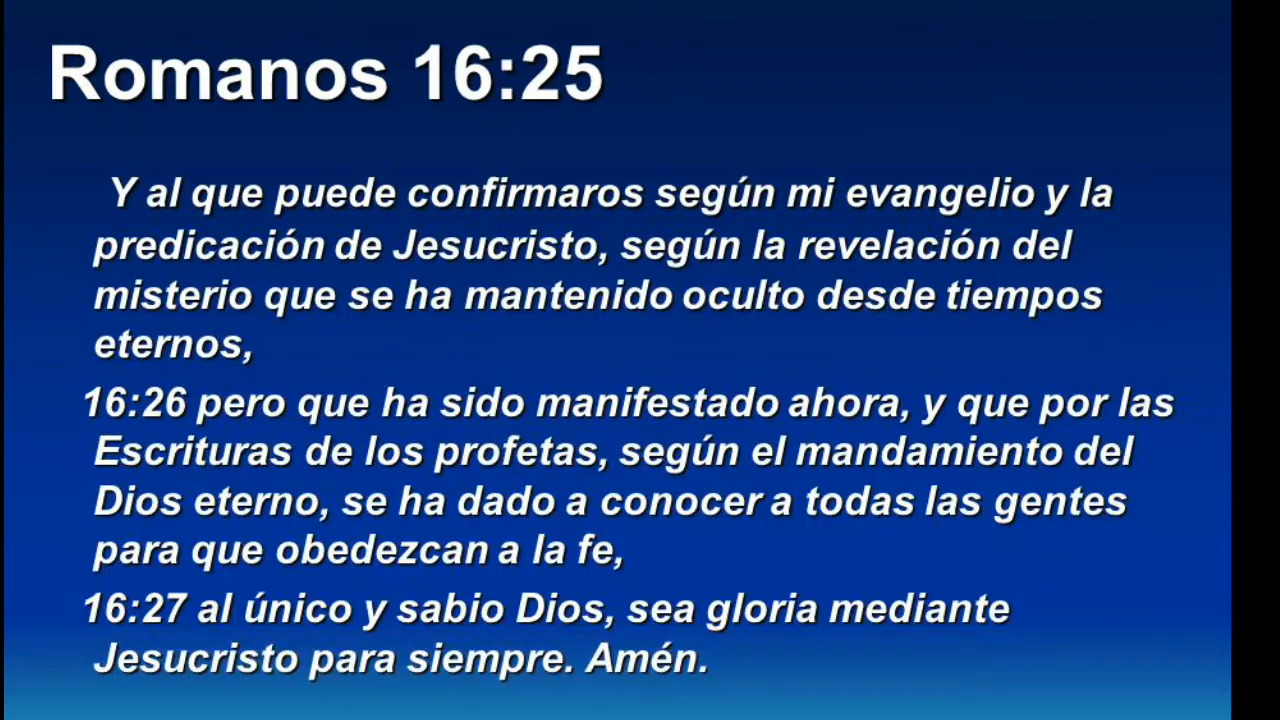 Romanos 16:25
Y al que puede confirmaros según mi evangelio y la
predicación de Jesucristo, según la revelación del
misterio que se ha mantenido oculto desde tiempos
eternos,
16:26 pero que ha sido manifestado ahora, y que por las
Escrituras de los profetas, según el mandamiento del
Dios eterno, se ha dado a conocer a todas las gentes
para que obedezcan a la fe,
16:27 al único y sabio Dios, sea gloria mediante
Jesucristo para siempre. Amén.